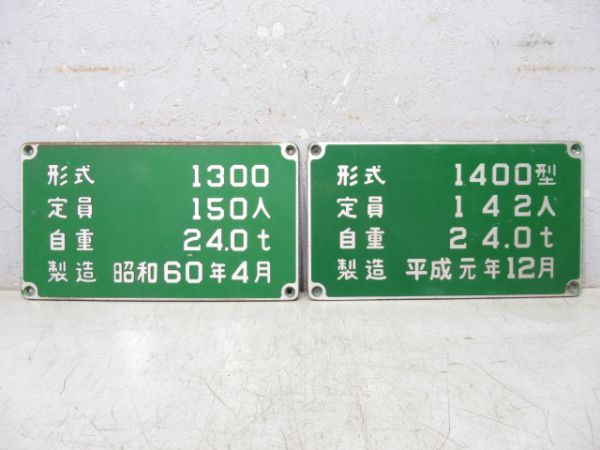 形式 1300
定員 150人
自重 24.0t
製造 昭和60年4月
形式 1400型
定員 142人
自重 24.0t
製造 平成元年12月